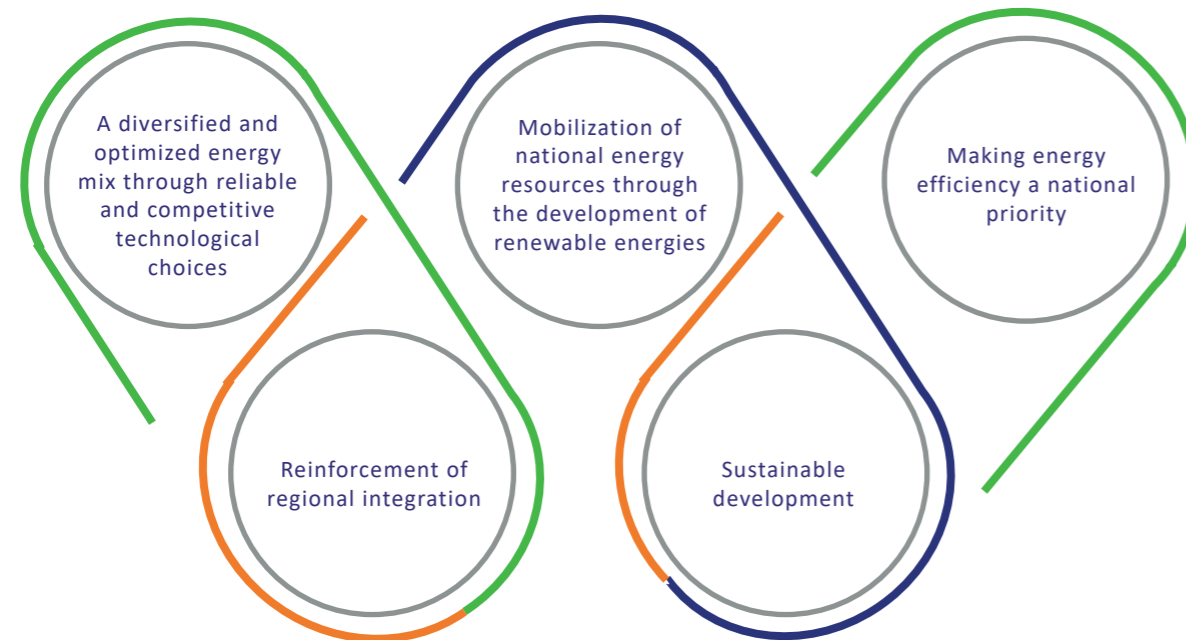 A diversified and
optimized energy
mix through reliable
and competitive
technological
choices
Mobilization of
national energy
resources through
the development of
renewable energies
Making energy
efficiency a national
priority
Reinforcement of
regional integration
Sustainable
development